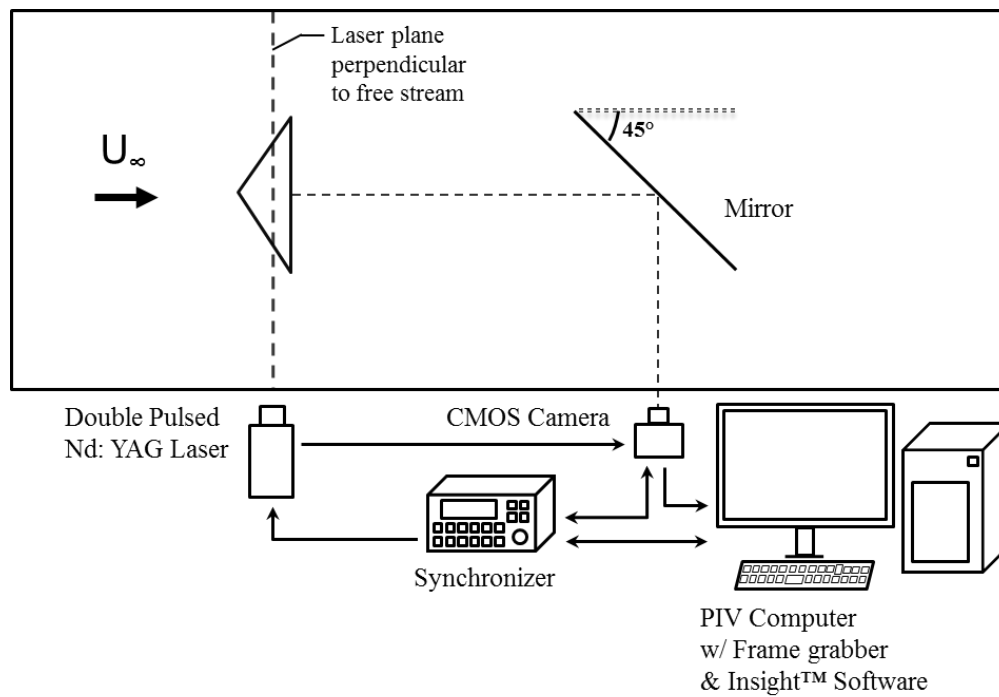 Laser plane
perpendicular
to free stream
45°
U∞
Mirror
Double Pulsed
Nd: YAG Laser
CMOS Camera
Synchronizer
PIV Computer
w/ Frame grabber
& Insight™ Software